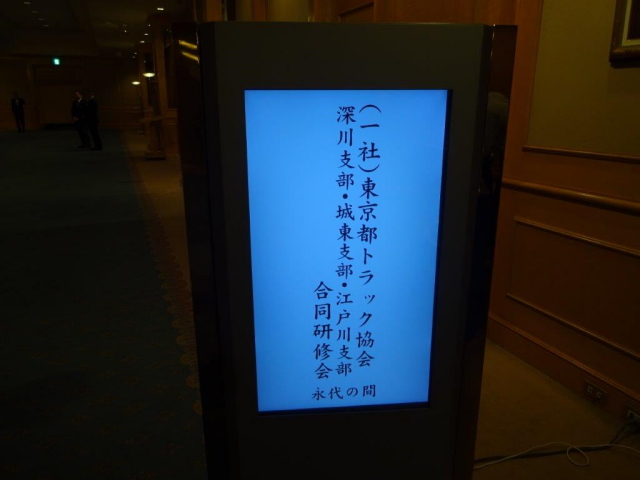 （一社）東京都トラック協会
深川支部・城東支部・江戸川支部
合同研修会
永代の間